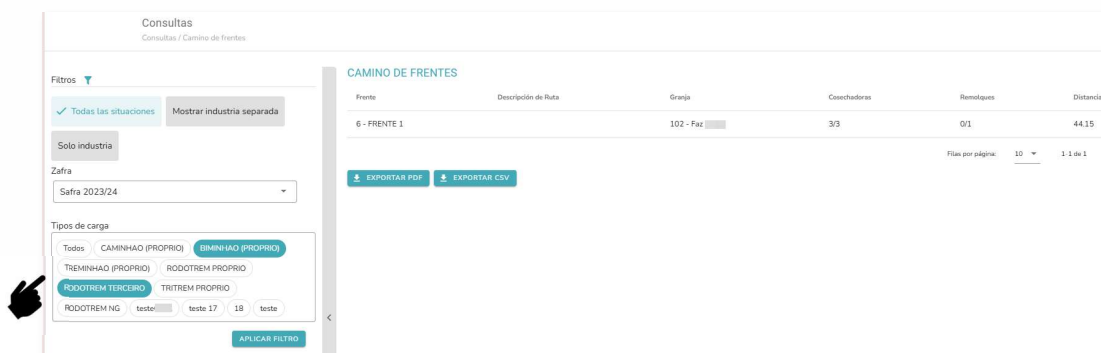 Consultas
Consultas / Camino de frentes
Filtros
Todas las situaciones Mostrar industria separada
Solo industria
Zafra
Safra 2023/24
Tipos de carga
Todos CAMINHAO (PROPRIO) BIMINHAO (PROPRIO)
TREMINHAO (PROPRIO) RODOTREM PROPRIO
RODOTREM TERCEIRO TRITREM PROPRIO
RODOTREM NG teste teste 17 18 teste
APLICAR FILTRO
CAMINO DE FRENTES
Frente Descripción de Ruta Granja Cosechadoras Remolques Distancia
6 - FRENTE 1 102 - Faz 3/3 0/1 44.15
Filas por página: 10 1-1 de 1
EXPORTAR PDF EXPORTAR CSV